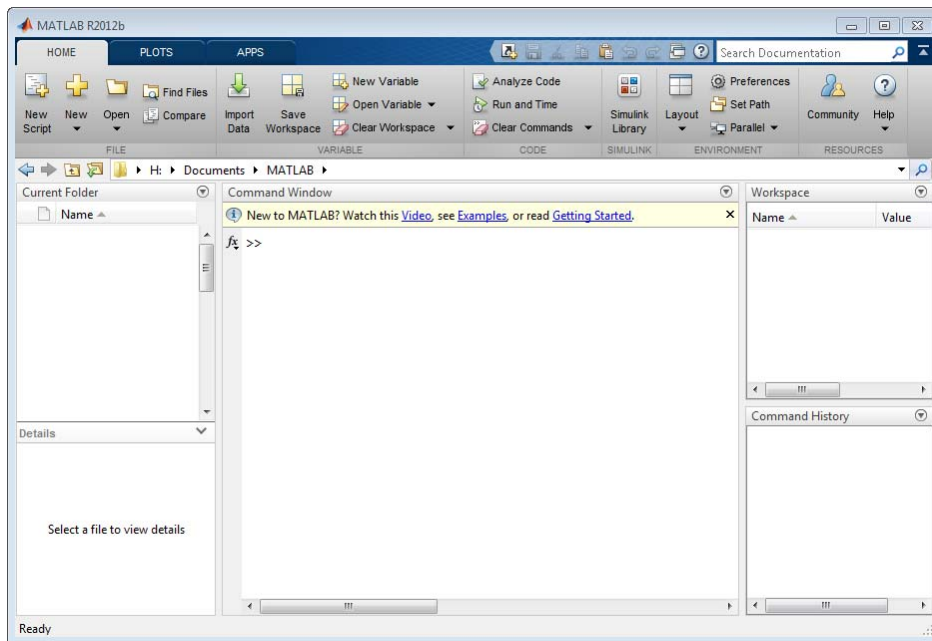 MATLAB R2012b
HOME PLOTS APPS Search Documentation
New Script New Open Find Files Compare Import Data Save Workspace New Variable Open Variable Clear Workspace Analyze Code Run and Time Clear Commands Simulink Library Layout Preferences Set Path Parallel Community Help
FILE VARIABLE CODE SIMULINK ENVIRONMENT RESOURCES
H: Documents MATLAB
Current Folder
Name
Command Window
New to MATLAB? Watch this Video, see Examples, or read Getting Started.
fx >>
Workspace
Name Value
Command History
Details
Select a file to view details
Ready